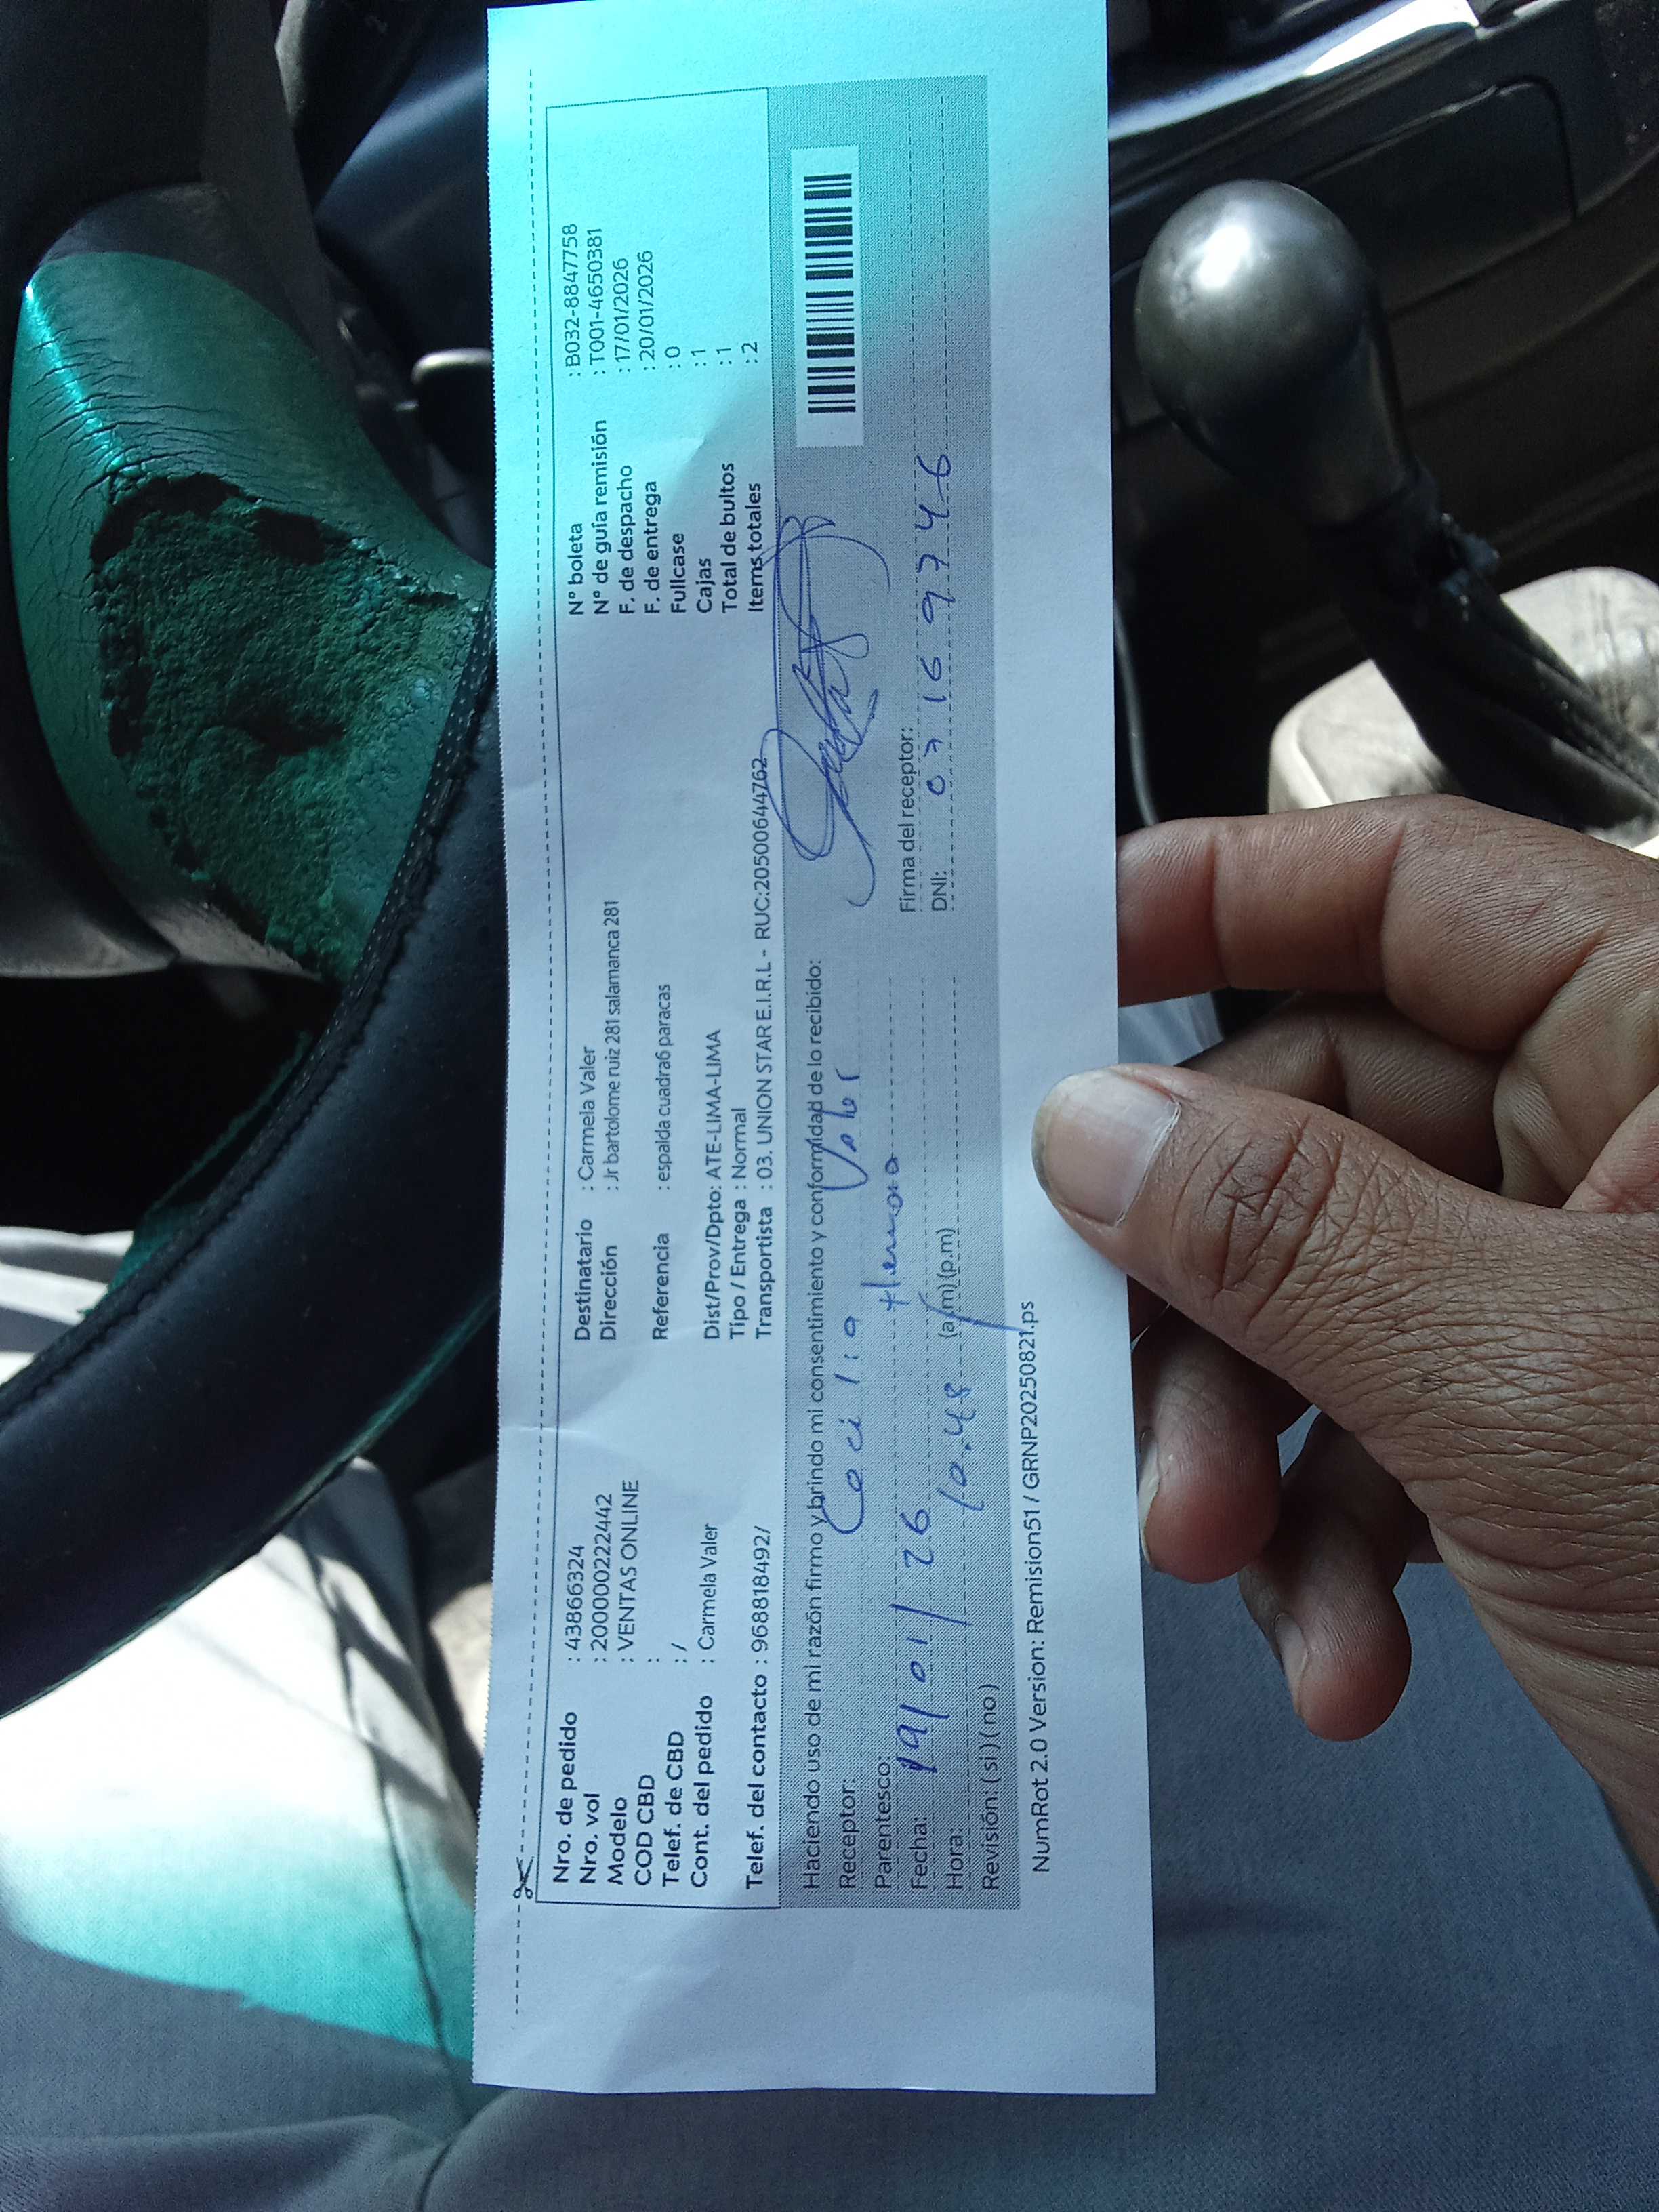 Nro. de pedido : 43866324
Nro. vol : 200000222442
Modelo : VENTAS ONLINE
COD CBD :
Telef. de CBD : /
Cont. del pedido : Carmela Valer
Telef. del contacto : 968818492/
Destinatario : Carmela Valer
Dirección : Jr bartolome ruiz 281 salamanca 281
Referencia : espalda cuadra6 paracas
Dist/Prov/Dpto: ATE-LIMA-LIMA
Tipo / Entrega : Normal
Transportista : 03. UNION STAR E.I.R.L - RUC:20500644762
N° boleta : B032-8847758
N° de guía remisión : T001-4650381
F. de despacho : 17/01/2026
F. de entrega : 20/01/2026
Fullcase : 0
Cajas : 1
Total de bultos : 1
Items totales : 2
Haciendo uso de mi razón firmo y brindo mi consentimiento y conformidad de lo recibido:
Receptor: Cecilia Valer
Parentesco: Hermana
Fecha: 19/01/26
Hora: 10.48 (a.m) (p.m)
Revisión: ( si ) ( no )
Firma del receptor:
DNI: 07169746
NumRot 2.0 Version: Remision51 / GRNP20250821.ps